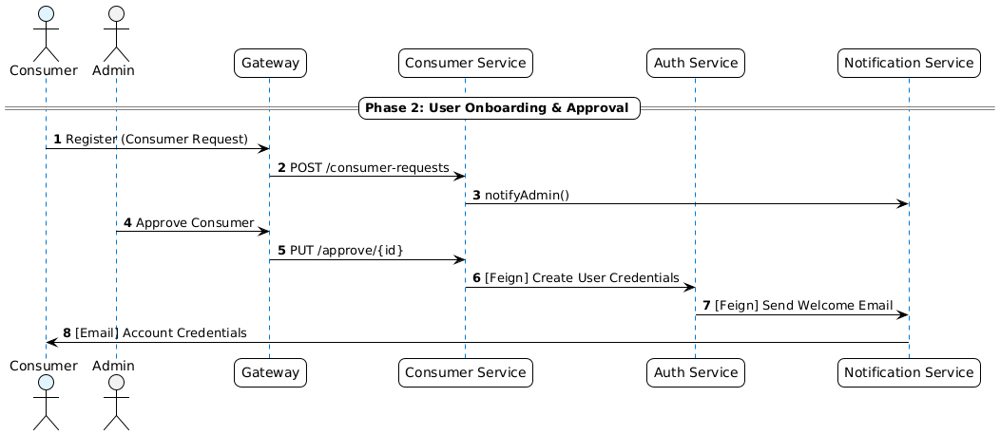 Consumer Admin
Gateway Consumer Service Auth Service Notification Service
Phase 2: User Onboarding & Approval
1 Register (Consumer Request)
2 POST /consumer-requests
3 notifyAdmin()
4 Approve Consumer
5 PUT /approve/{id}
6 [Feign] Create User Credentials
7 [Feign] Send Welcome Email
8 [Email] Account Credentials
Consumer Admin
Gateway Consumer Service Auth Service Notification Service